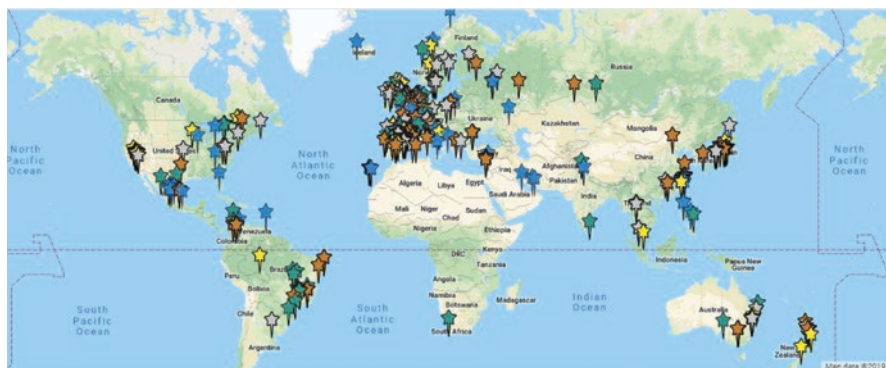 Iceland
Finland
Russia
Canada
Ukraine
Kazakhstan
Mongolia
North
Pacific
Ocean
United States
North
Atlantic
Ocean
China
North
Pacific
Ocean
Iraq
Afghanistan
Pakistan
Algeria
Libya
Egypt
Saudi Arabia
India
Mali
Niger
Sudan
Chad
Nigeria
Ethiopia
Venezuela
Colombia
DRC
Kenya
Tanzania
Indonesia
Papua New
Guinea
Peru
Brazil
Bolivia
Angola
Namibia
Botswana
Madagascar
Indian
Ocean
South
Pacific
Ocean
Chile
South
Atlantic
Ocean
South Africa
Australia
Argentina
New
Zealand
Map data ©2019